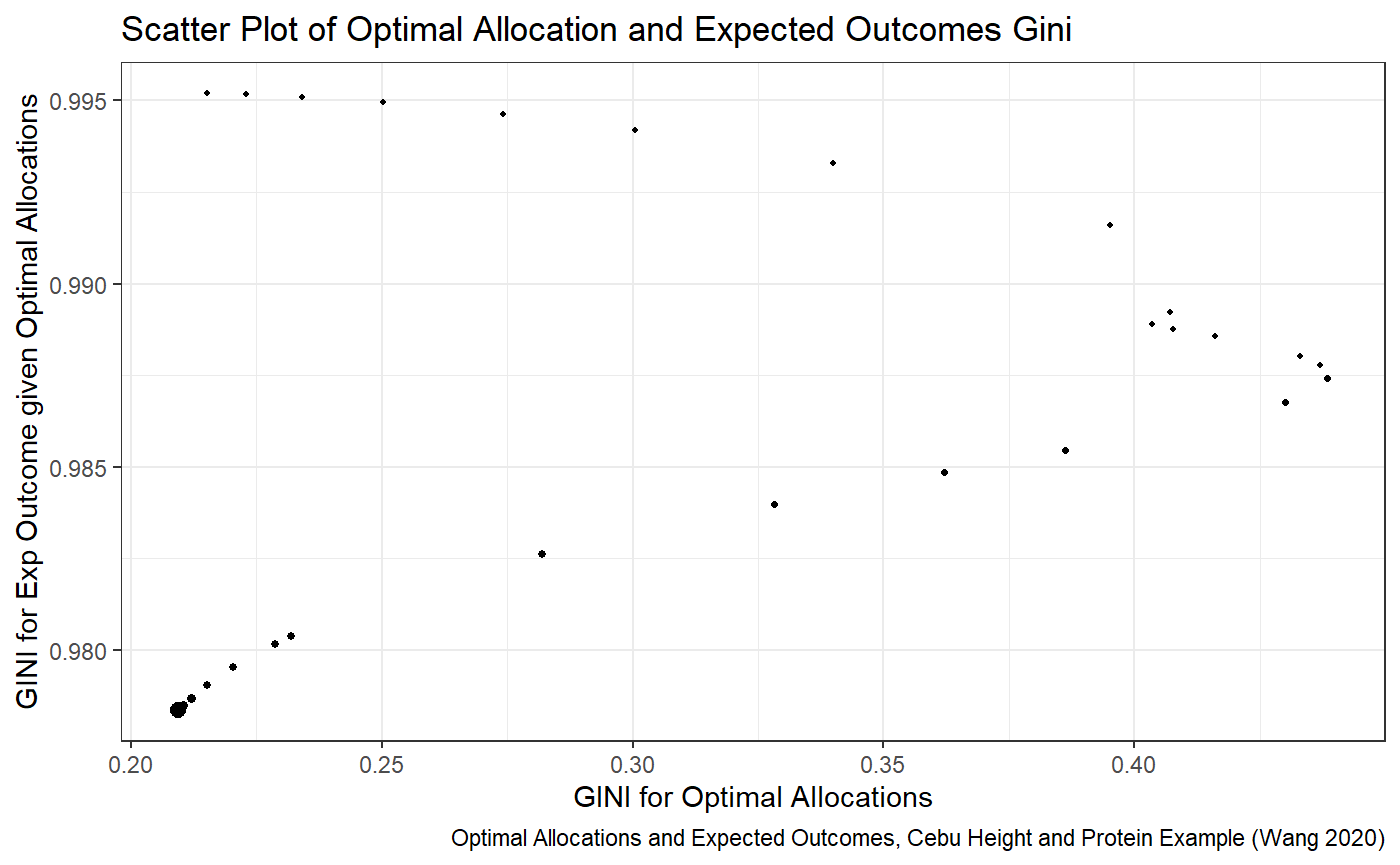 Scatter Plot of Optimal Allocation and Expected Outcomes Gini
GINI for Exp Outcome given Optimal Allocations
0.995
0.990
0.985
0.980
0.20 0.25 0.30 0.35 0.40
GINI for Optimal Allocations
Optimal Allocations and Expected Outcomes, Cebu Height and Protein Example (Wang 2020)